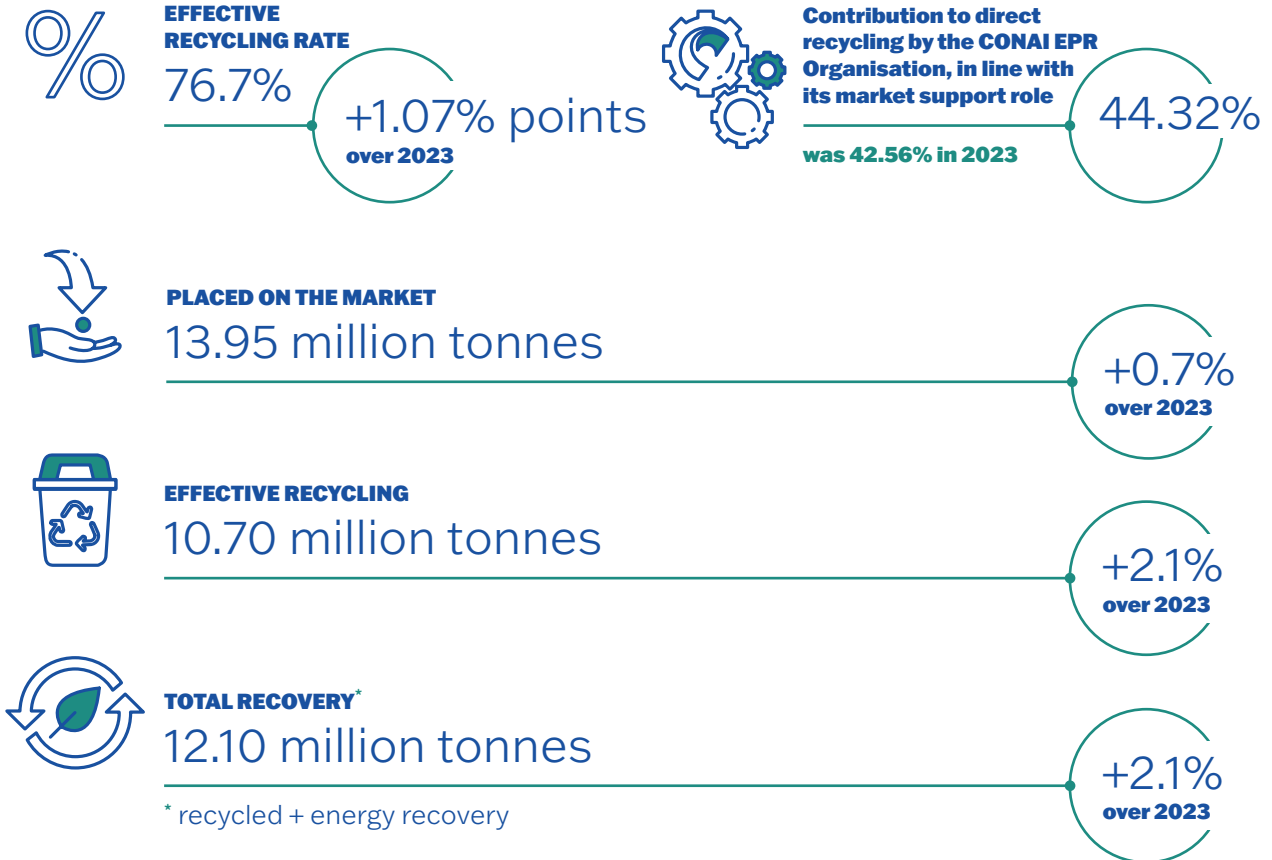 %
EFFECTIVE
RECYCLING RATE
76.7%
+1.07% points
over 2023
Contribution to direct
recycling by the CONAI EPR
Organisation, in line with
its market support role
44.32%
was 42.56% in 2023
PLACED ON THE MARKET
13.95 million tonnes
+0.7%
over 2023
EFFECTIVE RECYCLING
10.70 million tonnes
+2.1%
over 2023
TOTAL RECOVERY*
12.10 million tonnes
+2.1%
over 2023
* recycled + energy recovery